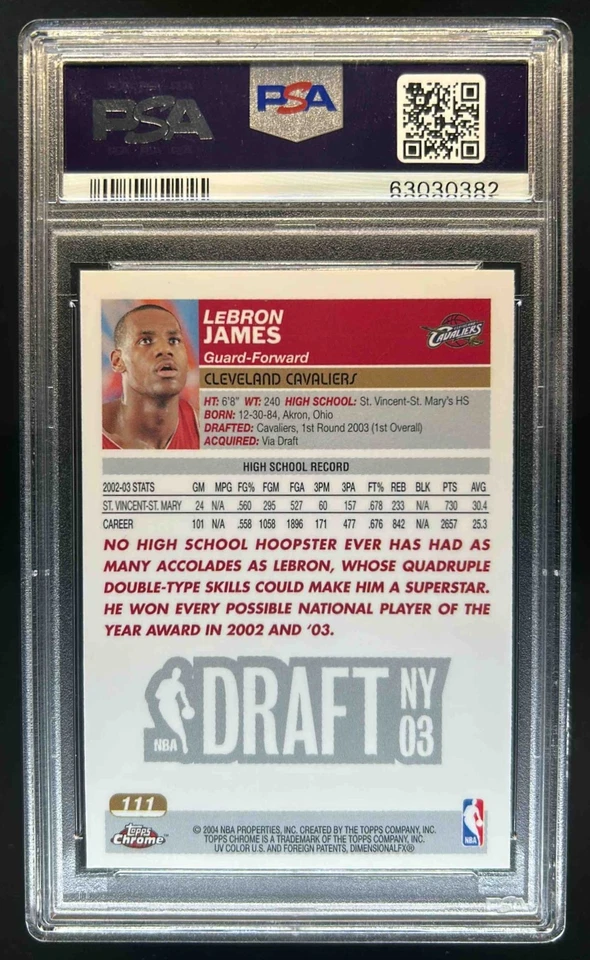 PSA
PSA
63030382
LeBRON
JAMES
Guard-Forward
CAVALIERS
CLEVELAND CAVALIERS
HT: 6'8" WT: 240 HIGH SCHOOL: St. Vincent-St. Mary's HS
BORN: 12-30-84, Akron, Ohio
DRAFTED: Cavaliers, 1st Round 2003 (1st Overall)
ACQUIRED: Via Draft
HIGH SCHOOL RECORD
2002-03 STATS GM MPG FG% FGM FGA 3PM 3PA FT% REB BLK PTS AVG
ST. VINCENT-ST. MARY 24 N/A .560 295 527 60 157 .678 233 N/A 730 30.4
CAREER 101 N/A .558 1058 1896 171 477 .676 842 N/A 2657 25.3
NO HIGH SCHOOL HOOPSTER EVER HAS HAD AS
MANY ACCOLADES AS LEBRON, WHOSE QUADRUPLE
DOUBLE-TYPE SKILLS COULD MAKE HIM A SUPERSTAR.
HE WON EVERY POSSIBLE NATIONAL PLAYER OF THE
YEAR AWARD IN 2002 AND '03.
NBA DRAFT NY
03
111
Topps
Chrome™
© 2004 NBA PROPERTIES, INC. CREATED BY THE TOPPS COMPANY, INC.
TOPPS CHROME IS A TRADEMARK OF THE TOPPS COMPANY, INC.
UV COLOR U.S. AND FOREIGN PATENTS, DIMENSIONALFX®
NBA
PSA